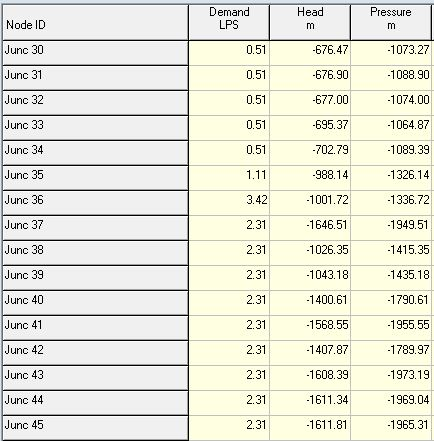 Node ID Demand LPS Head m Pressure m
Junc 30 0.51 -676.47 -1073.27
Junc 31 0.51 -676.90 -1088.90
Junc 32 0.51 -677.00 -1074.00
Junc 33 0.51 -695.37 -1064.87
Junc 34 0.51 -702.79 -1089.39
Junc 35 1.11 -988.14 -1326.14
Junc 36 3.42 -1001.72 -1336.72
Junc 37 2.31 -1646.51 -1949.51
Junc 38 2.31 -1026.35 -1415.35
Junc 39 2.31 -1043.18 -1435.18
Junc 40 2.31 -1400.61 -1790.61
Junc 41 2.31 -1568.55 -1955.55
Junc 42 2.31 -1407.87 -1789.97
Junc 43 2.31 -1608.39 -1973.19
Junc 44 2.31 -1611.34 -1969.04
Junc 45 2.31 -1611.81 -1965.31